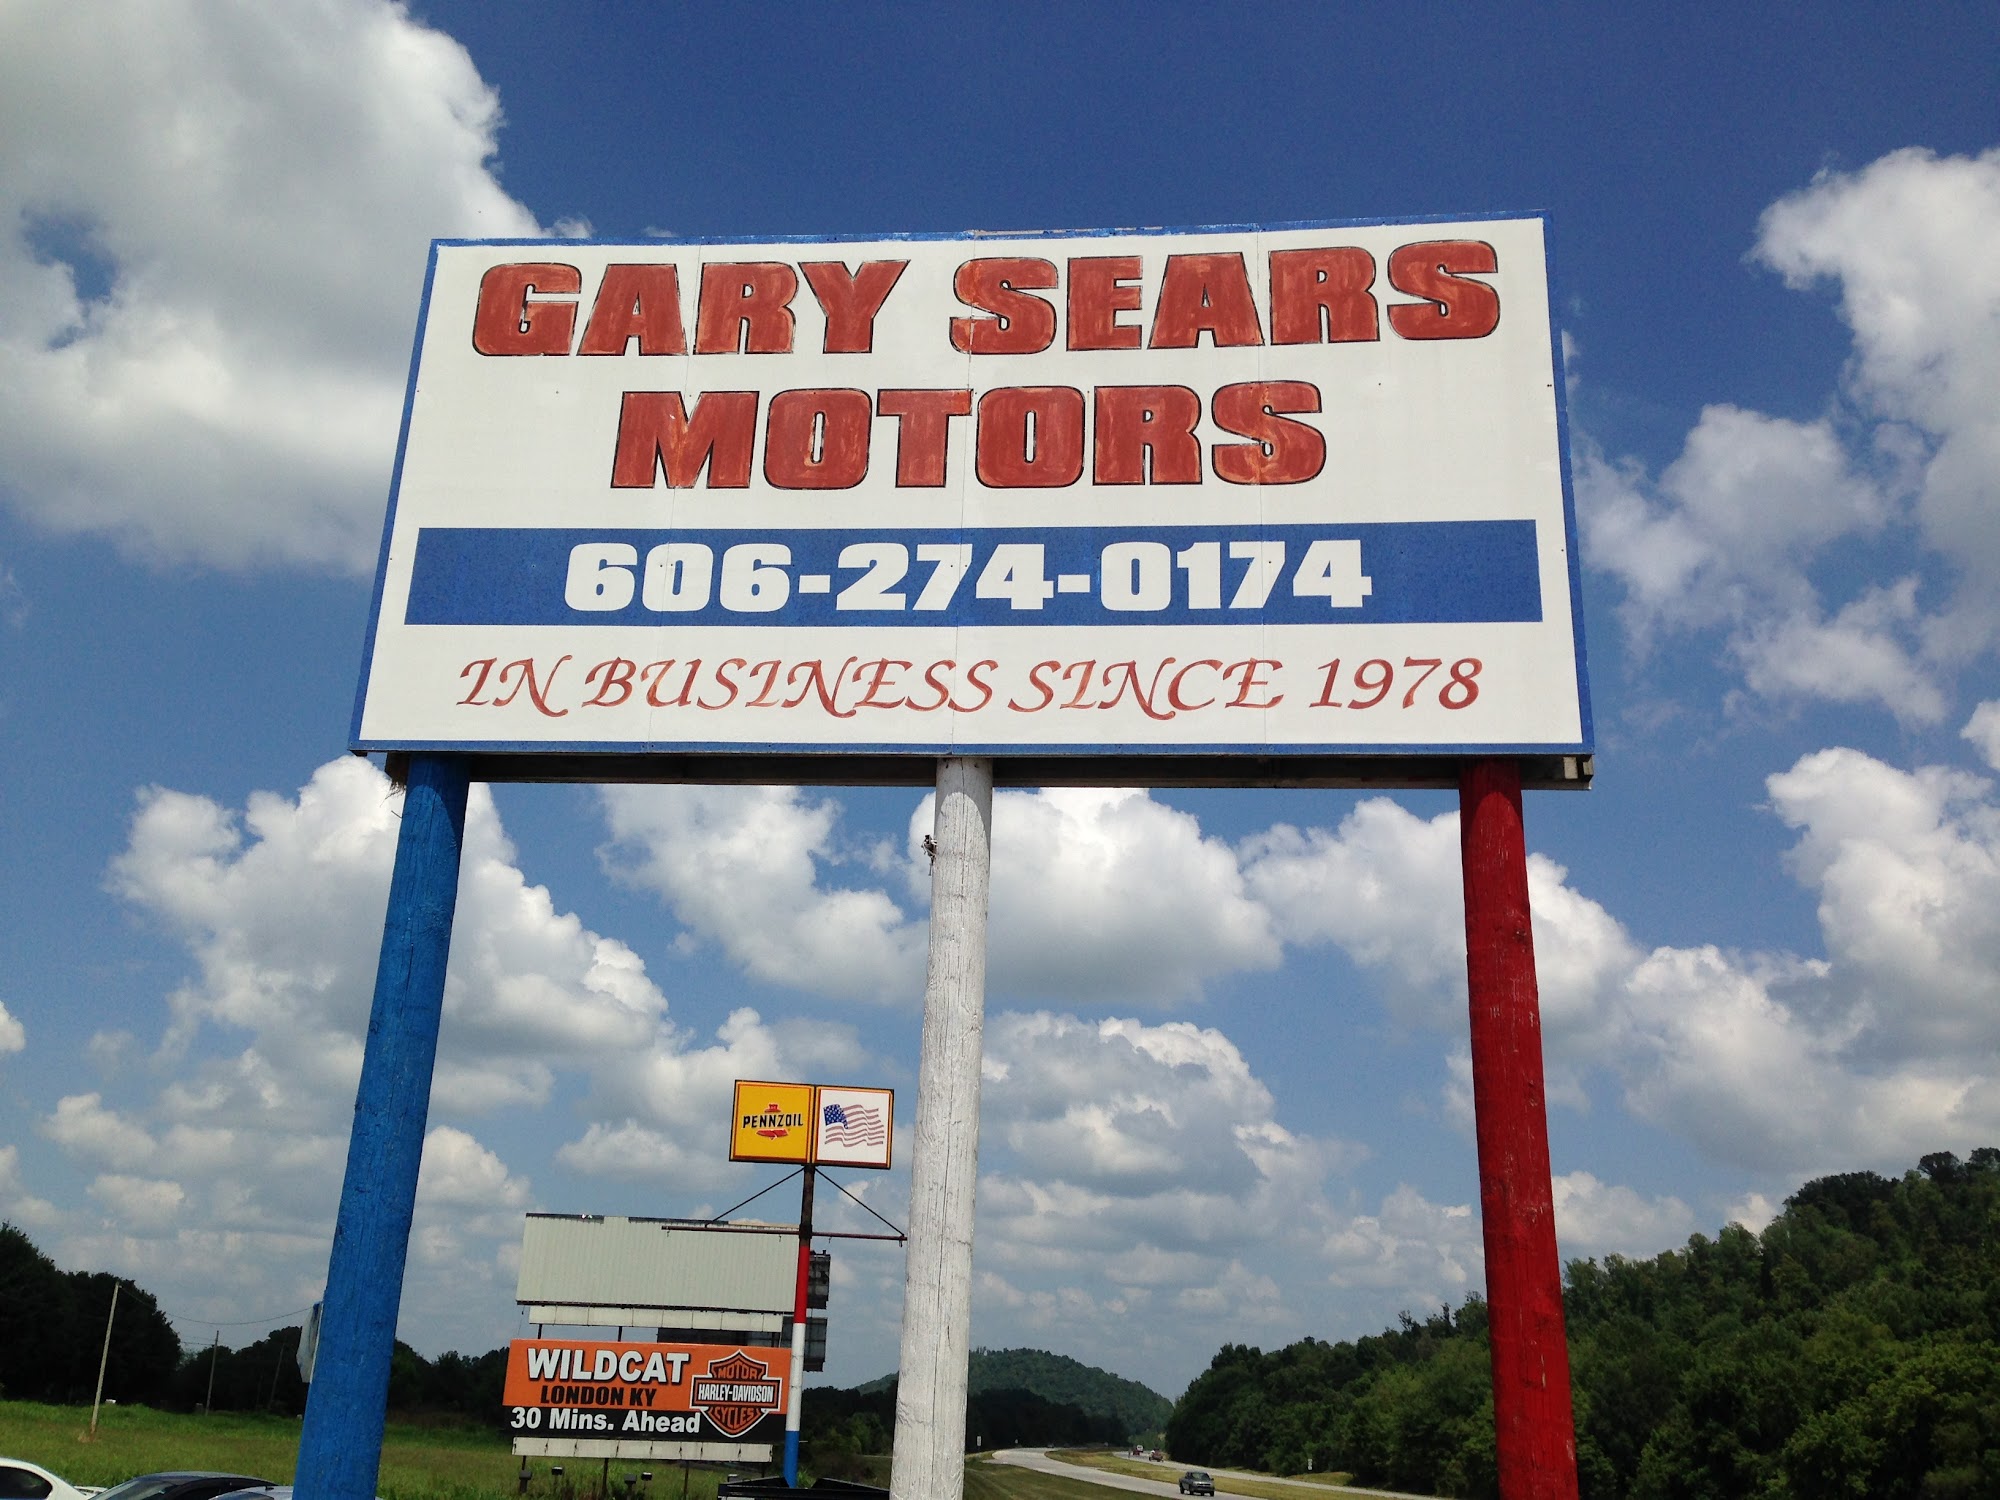 GARY SEARS
MOTORS
606-274-0174
IN BUSINESS SINCE 1978
PENNZOIL
WILDCAT
LONDON KY
30 Mins. Ahead
MOTOR
HARLEY-DAVIDSON
CYCLES